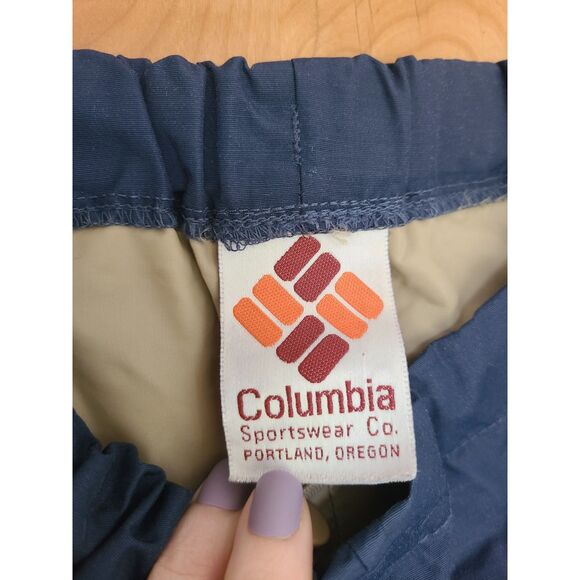 Columbia
Sportswear Co.
PORTLAND, OREGON